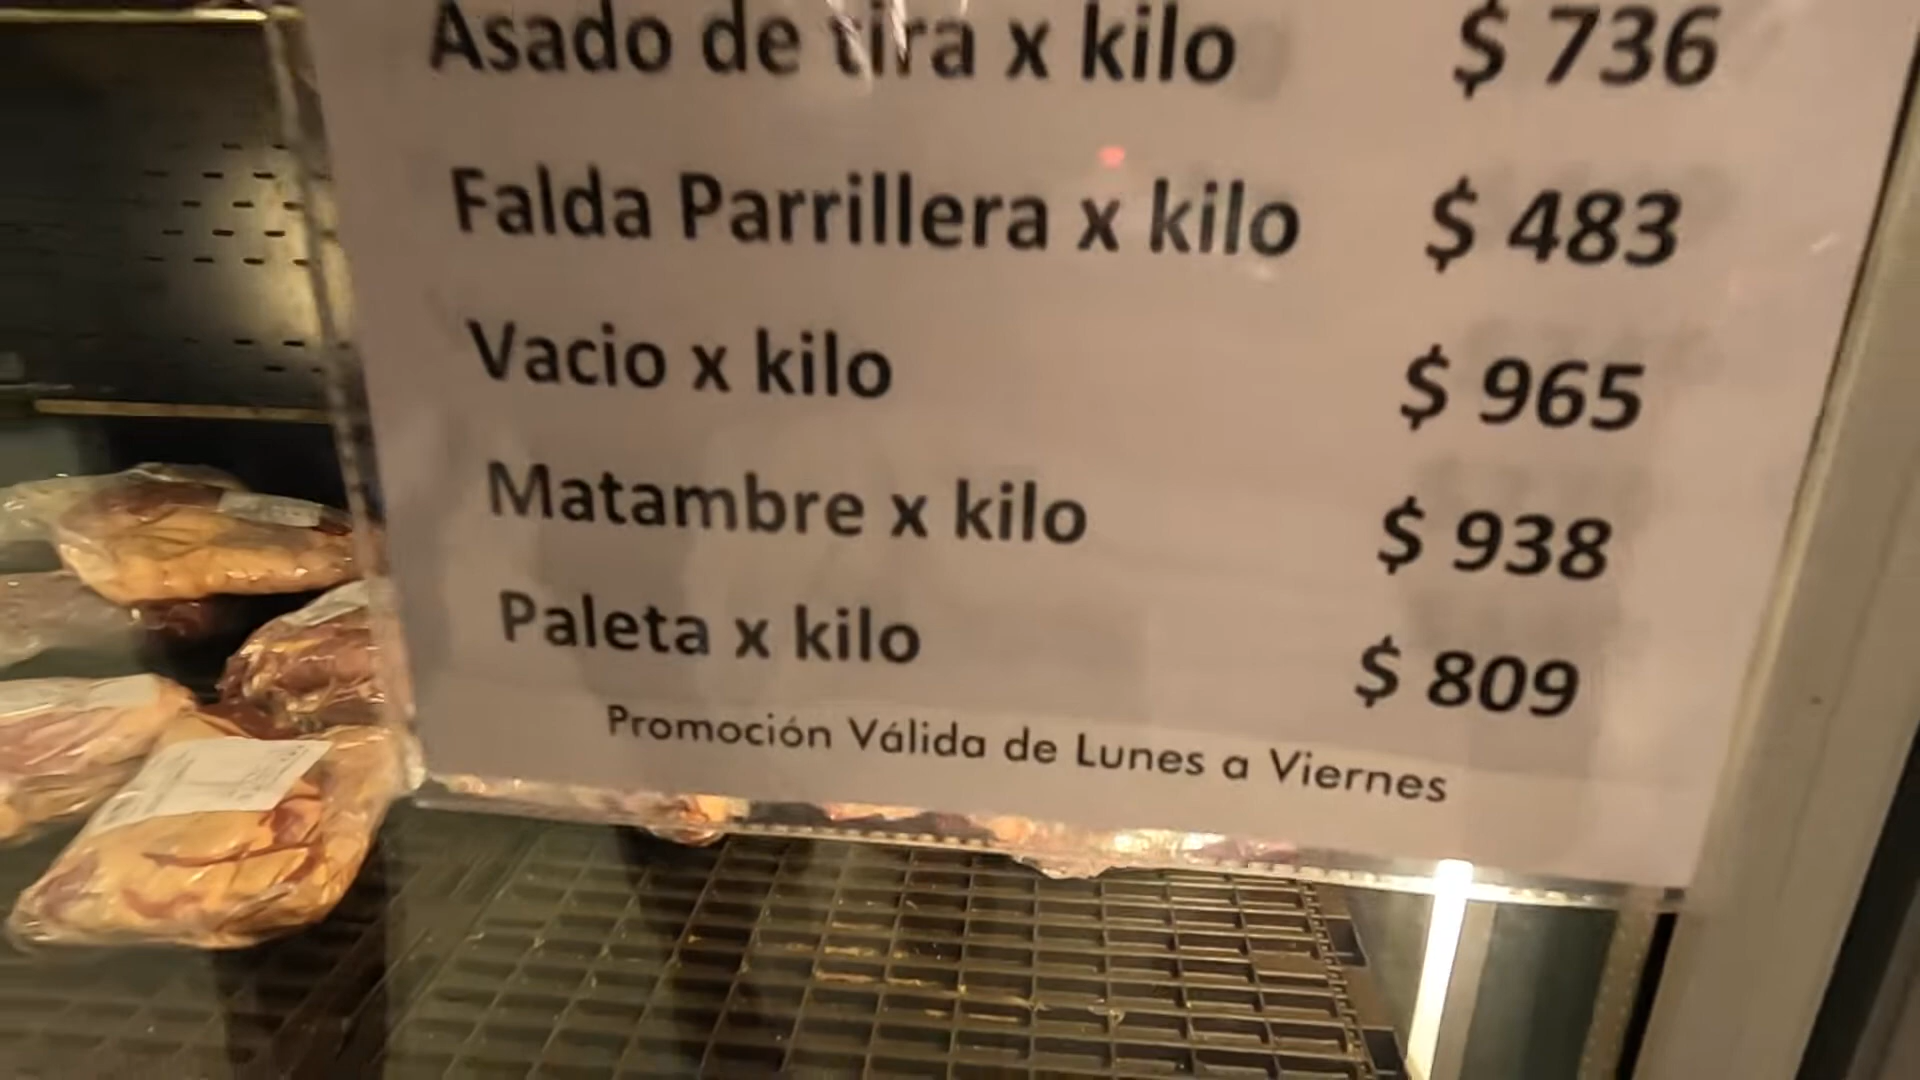 Asado de tira x kilo $ 736
Falda Parrillera x kilo $ 483
Vacio x kilo $ 965
Matambre x kilo $ 938
Paleta x kilo $ 809
Promoción Válida de Lunes a Viernes